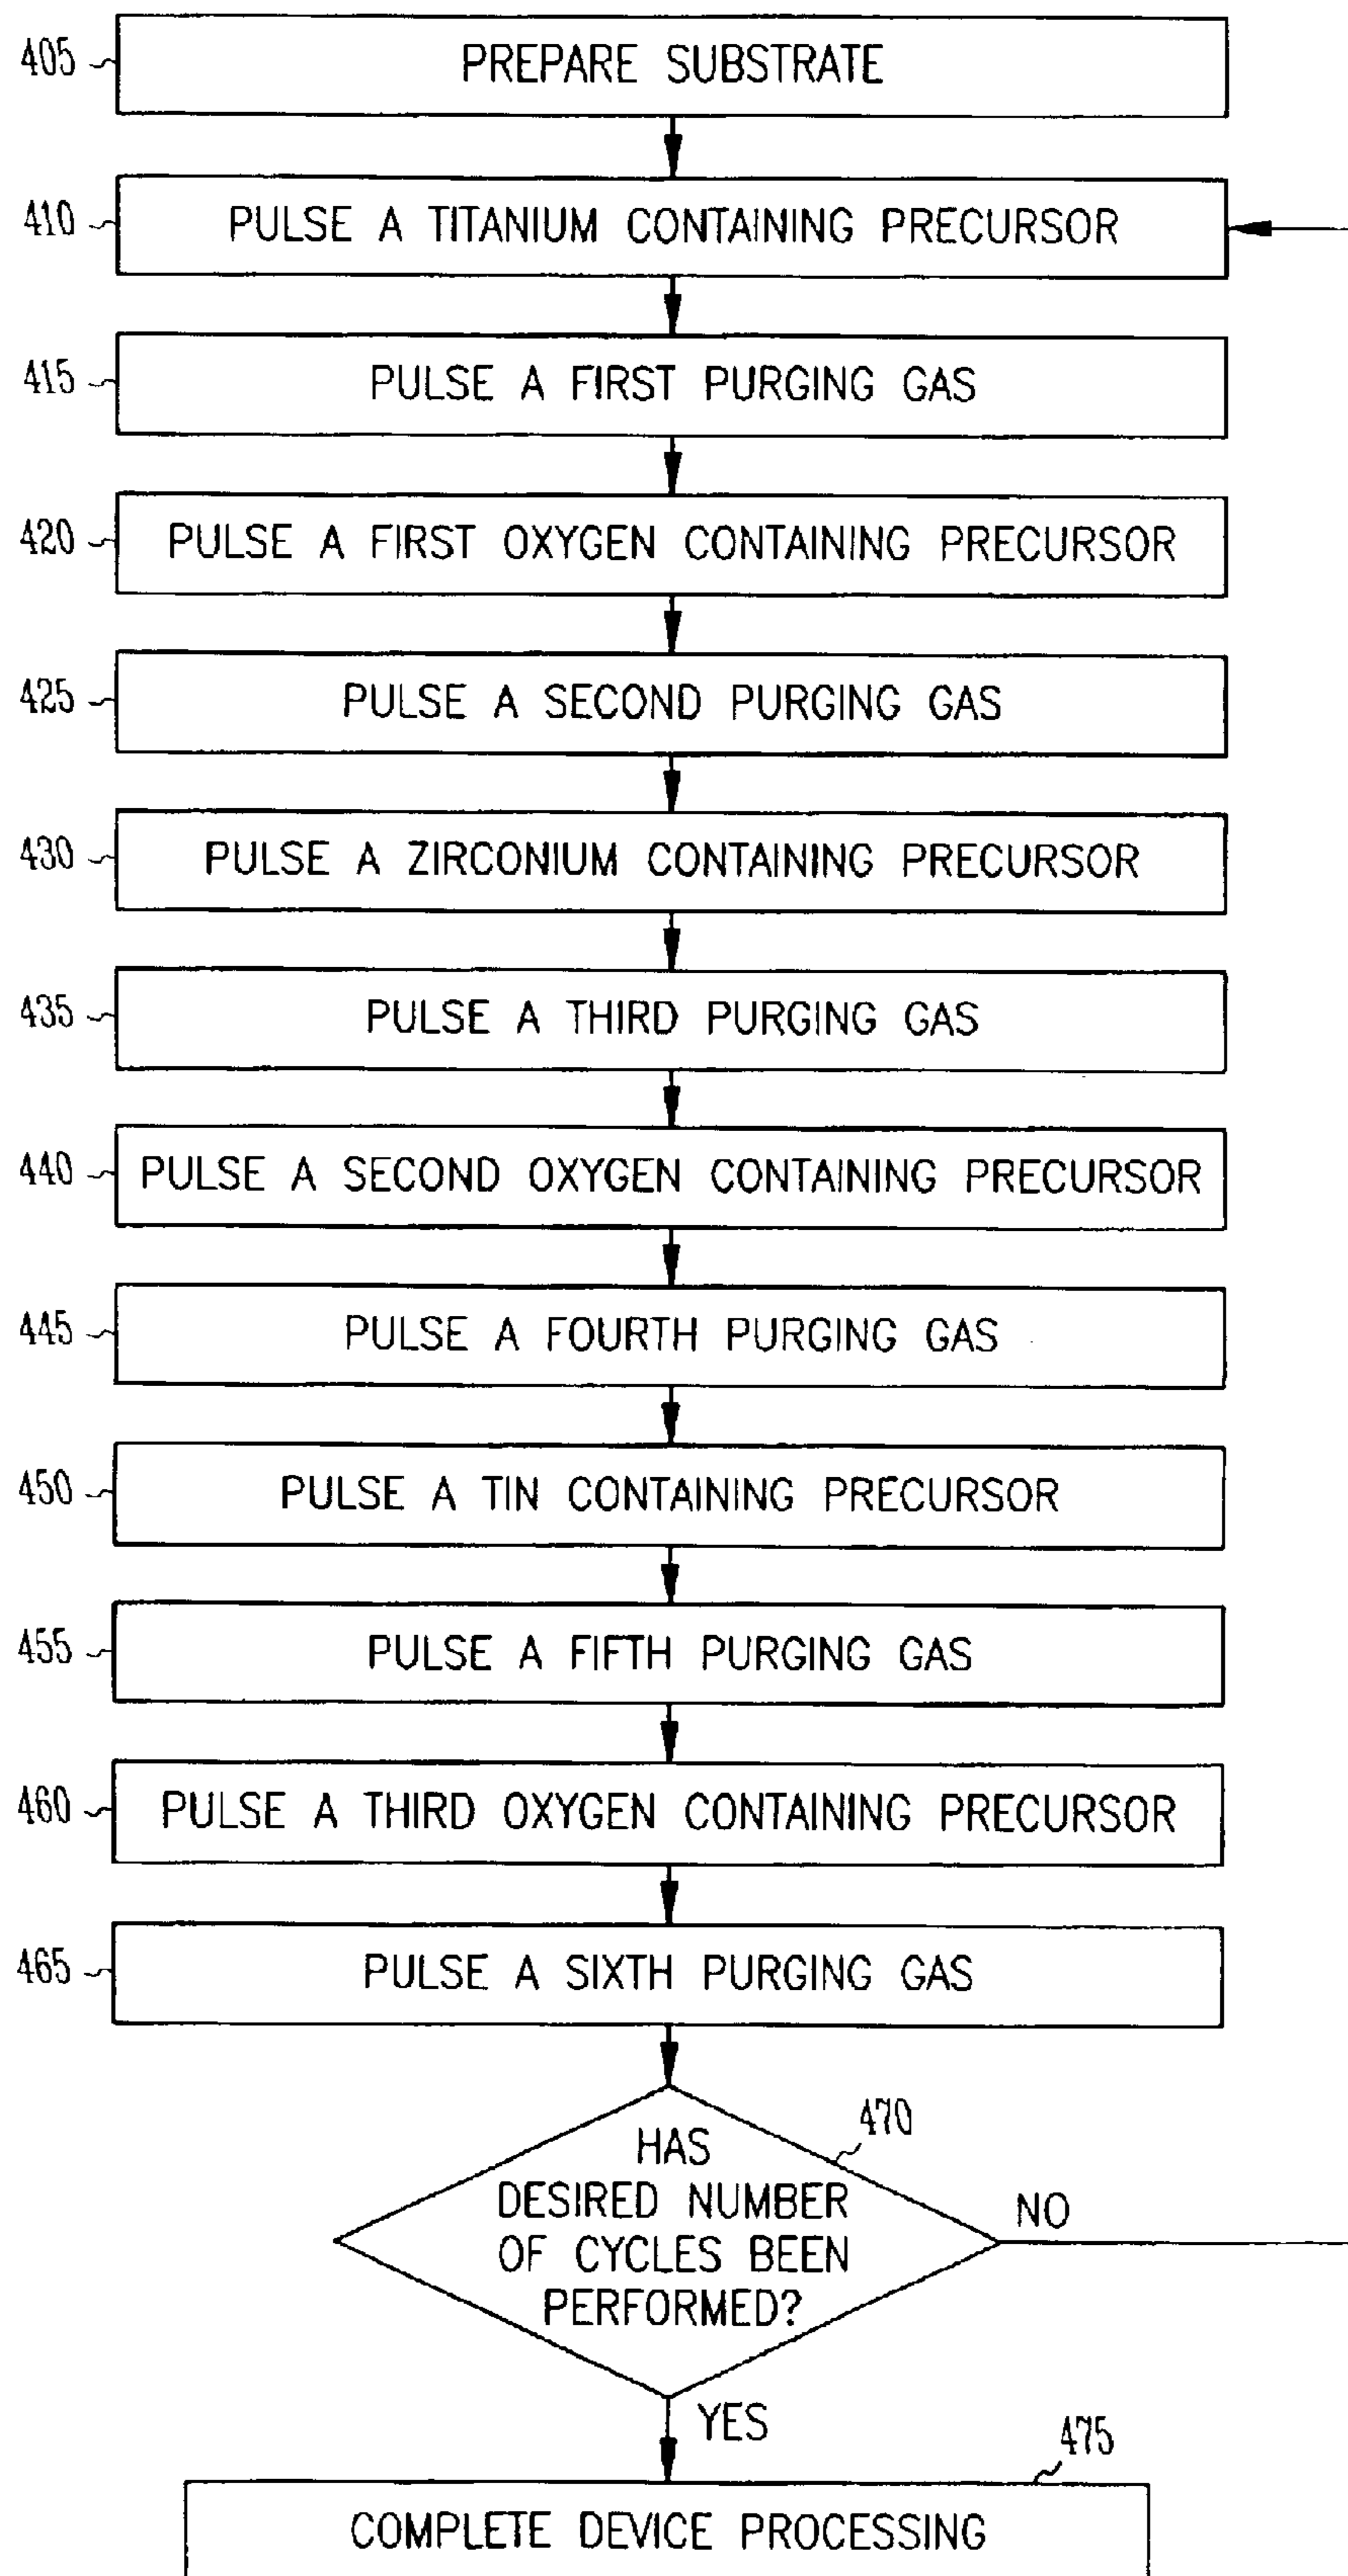 405
PREPARE SUBSTRATE
410
PULSE A TITANIUM CONTAINING PRECURSOR
415
PULSE A FIRST PURGING GAS
420
PULSE A FIRST OXYGEN CONTAINING PRECURSOR
425
PULSE A SECOND PURGING GAS
430
PULSE A ZIRCONIUM CONTAINING PRECURSOR
435
PULSE A THIRD PURGING GAS
440
PULSE A SECOND OXYGEN CONTAINING PRECURSOR
445
PULSE A FOURTH PURGING GAS
450
PULSE A TIN CONTAINING PRECURSOR
455
PULSE A FIFTH PURGING GAS
460
PULSE A THIRD OXYGEN CONTAINING PRECURSOR
465
PULSE A SIXTH PURGING GAS
470
HAS
DESIRED NUMBER
OF CYCLES BEEN
PERFORMED?
NO
YES
475
COMPLETE DEVICE PROCESSING